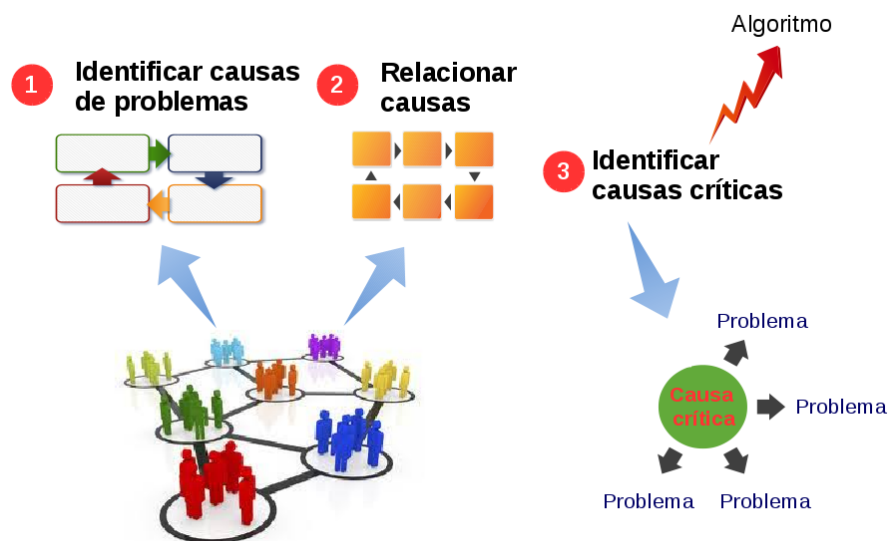 Algoritmo
1
Identificar causas
de problemas
2
Relacionar
causas
3
Identificar
causas críticas
Problema
Causa
crítica
Problema
Problema
Problema